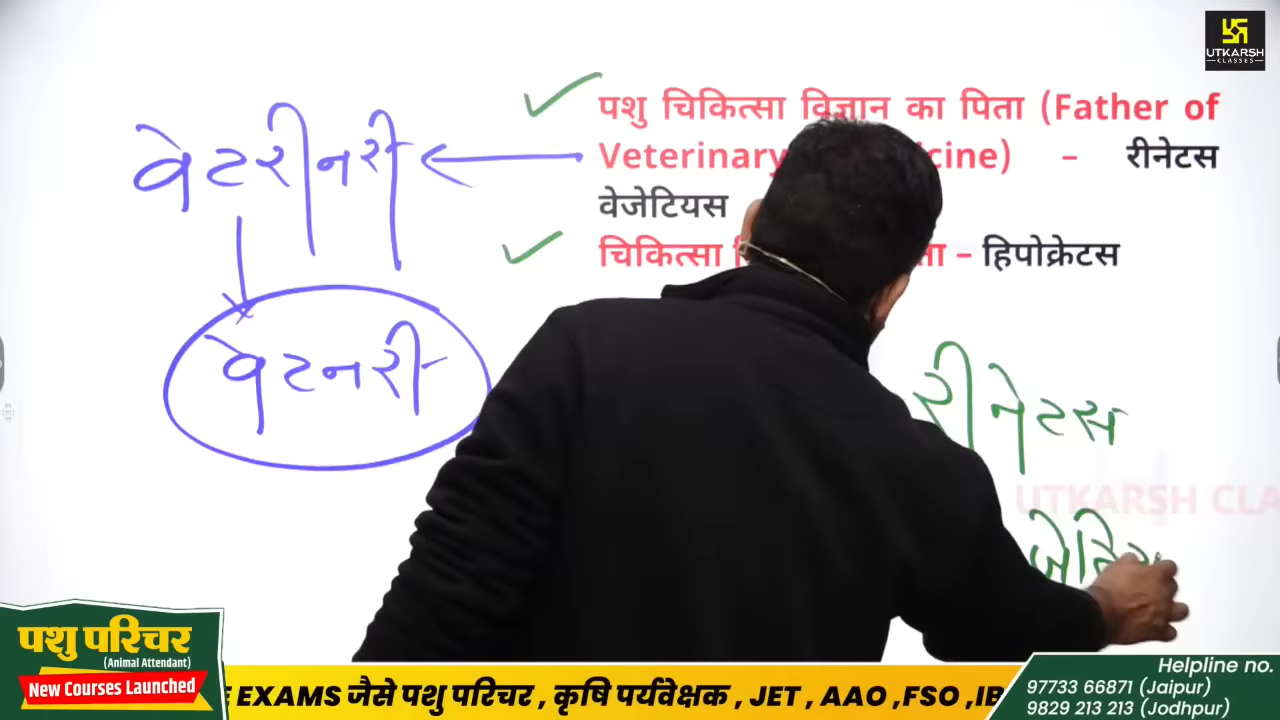 UTKARSH
CLASSES
पशु चिकित्सा विज्ञान का पिता (Father of
Veterinary – रीनेटस
वेजेटियस
चिकित्सा – हिपोक्रेटस
वेटरीनरी
वेटनरी
रीनेटस
UTKARSH
पशु परिचर
(Animal Attendant)
New Courses Launched
EXAMS जैसे पशु परिचर , कृषि पर्यवेक्षक , JET , AAO ,FSO ,IB
Helpline no.
97733 66871 (Jaipur)
9829 213 213 (Jodhpur)